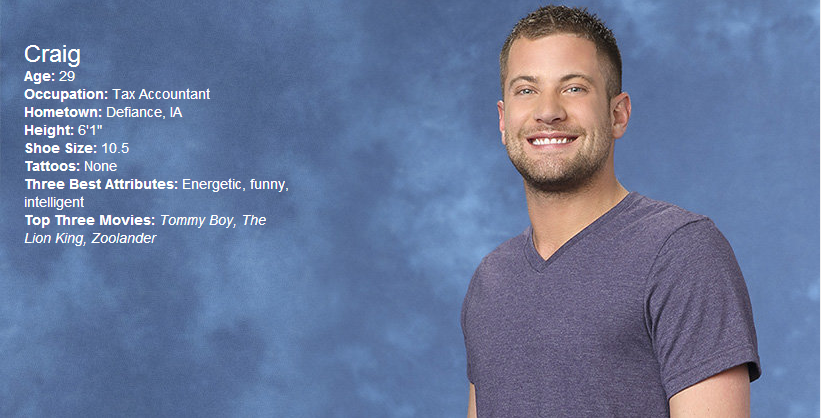 Craig
Age: 29
Occupation: Tax Accountant
Hometown: Defiance, IA
Height: 6'1"
Shoe Size: 10.5
Tattoos: None
Three Best Attributes: Energetic, funny,
intelligent
Top Three Movies: Tommy Boy, The
Lion King, Zoolander